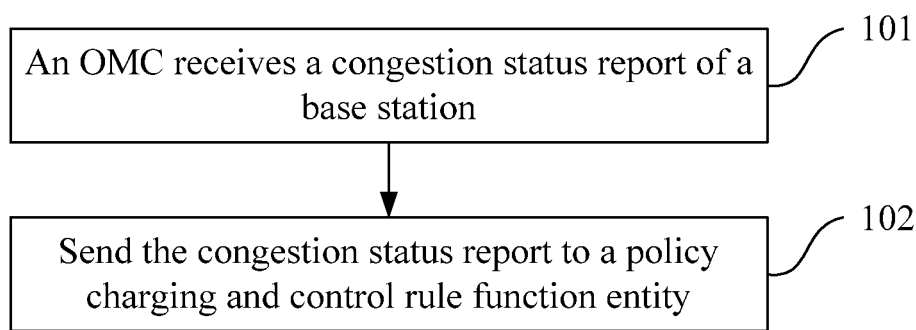 101
An OMC receives a congestion status report of a
base station
102
Send the congestion status report to a policy
charging and control rule function entity